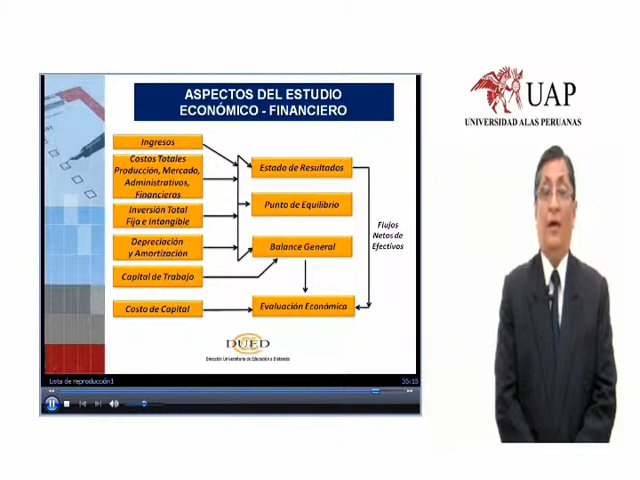 ASPECTOS DEL ESTUDIO
ECONÓMICO - FINANCIERO
Ingresos
Costos Totales
Producción, Mercado,
Administrativos,
Financieros
Inversión Total
Fija e Intangible
Depreciación
y Amortización
Capital de Trabajo
Costo de Capital
Estado de Resultados
Punto de Equilibrio
Balance General
Evaluación Económica
Flujos
Netos de
Efectivos
DUED
Dirección Universitaria de Educación a Distancia
Lista de reproducción1
35:15
UAP
UNIVERSIDAD ALAS PERUANAS